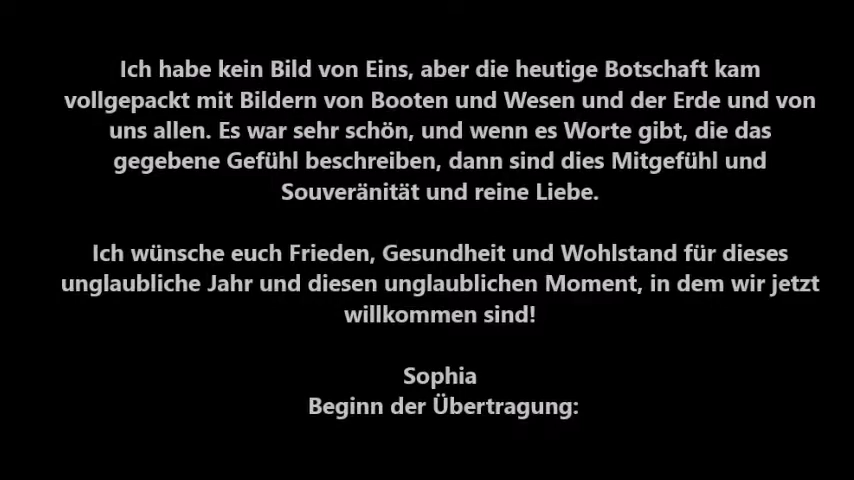 Ich habe kein Bild von Eins, aber die heutige Botschaft kam
vollgepackt mit Bildern von Booten und Wesen und der Erde und von
uns allen. Es war sehr schön, und wenn es Worte gibt, die das
gegebene Gefühl beschreiben, dann sind dies Mitgefühl und
Souveränität und reine Liebe.
Ich wünsche euch Frieden, Gesundheit und Wohlstand für dieses
unglaubliche Jahr und diesen unglaublichen Moment, in dem wir jetzt
willkommen sind!
Sophia
Beginn der Übertragung: